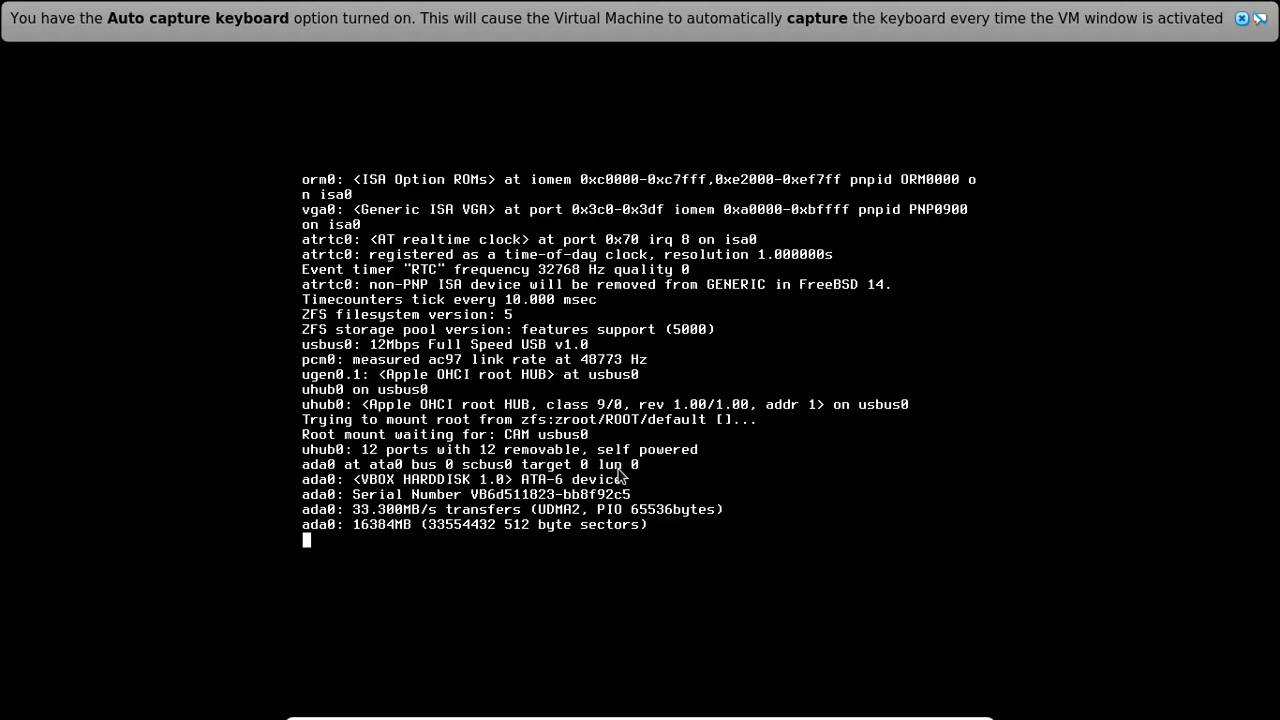 You have the Auto capture keyboard option turned on. This will cause the Virtual Machine to automatically capture the keyboard every time the VM window is activated
orm0: <ISA Option ROMs> at iomem 0xc0000-0xc7fff,0xe2000-0xef7ff pnpid ORM0000 o
n isa0
vga0: <Generic ISA VGA> at port 0x3c0-0x3df iomem 0xa0000-0xbffff pnpid PNP0900
on isa0
atrtc0: <AT realtime clock> at port 0x70 irq 8 on isa0
atrtc0: registered as a time-of-day clock, resolution 1.000000s
Event timer "RTC" frequency 32768 Hz quality 0
atrtc0: non-PNP ISA device will be removed from GENERIC in FreeBSD 14.
Timecounters tick every 10.000 msec
ZFS filesystem version: 5
ZFS storage pool version: features support (5000)
usbus0: 12Mbps Full Speed USB v1.0
pcm0: measured ac97 link rate at 48773 Hz
ugen0.1: <Apple OHCI root HUB> at usbus0
uhub0 on usbus0
uhub0: <Apple OHCI root HUB, class 9/0, rev 1.00/1.00, addr 1> on usbus0
Trying to mount root from zfs:zroot/ROOT/default []...
Root mount waiting for: CAM usbus0
uhub0: 12 ports with 12 removable, self powered
ada0 at ata0 bus 0 scbus0 target 0 lun 0
ada0: <VBOX HARDDISK 1.0> ATA-6 device
ada0: Serial Number VB6d511823-bb8f92c5
ada0: 33.300MB/s transfers (UDMA2, PIO 65536bytes)
ada0: 16384MB (33554432 512 byte sectors)